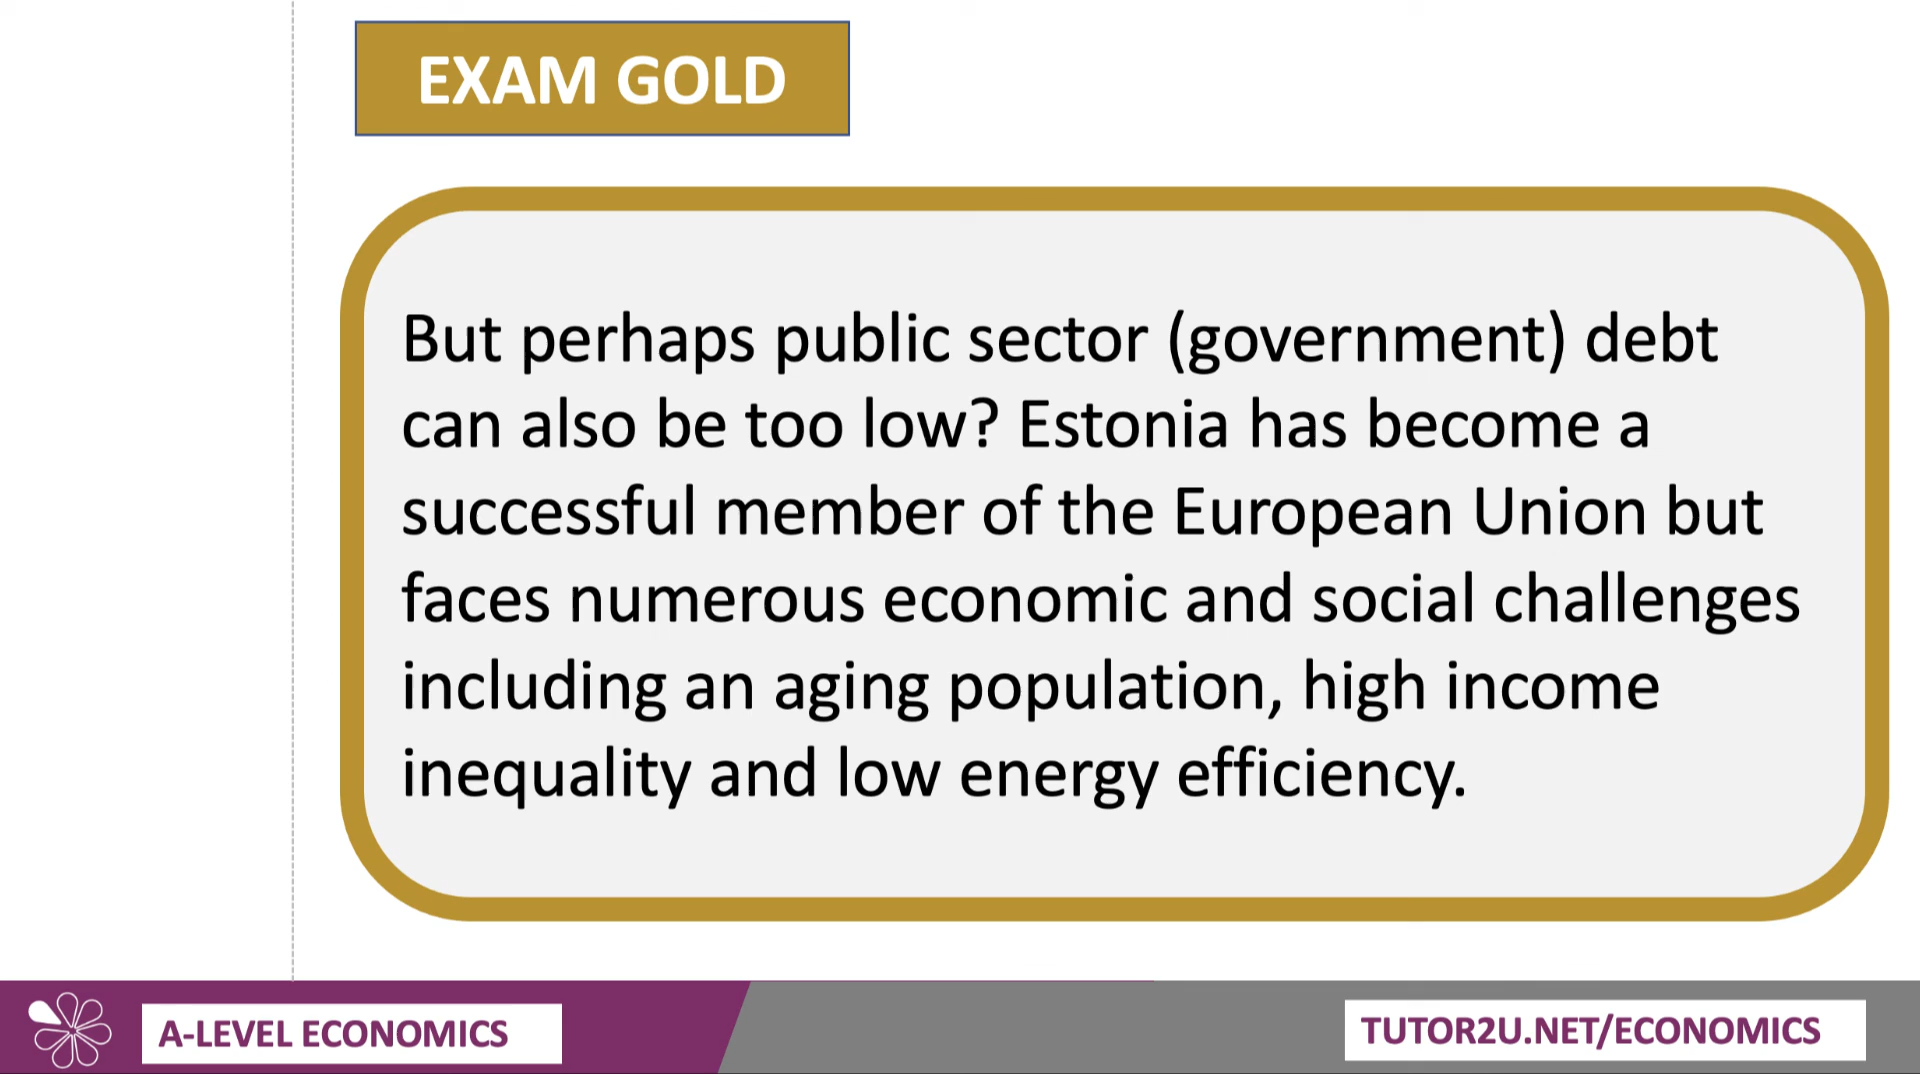 EXAM GOLD
But perhaps public sector (government) debt
can also be too low? Estonia has become a
successful member of the European Union but
faces numerous economic and social challenges
including an aging population, high income
inequality and low energy efficiency.
A-LEVEL ECONOMICS
TUTOR2U.NET/ECONOMICS